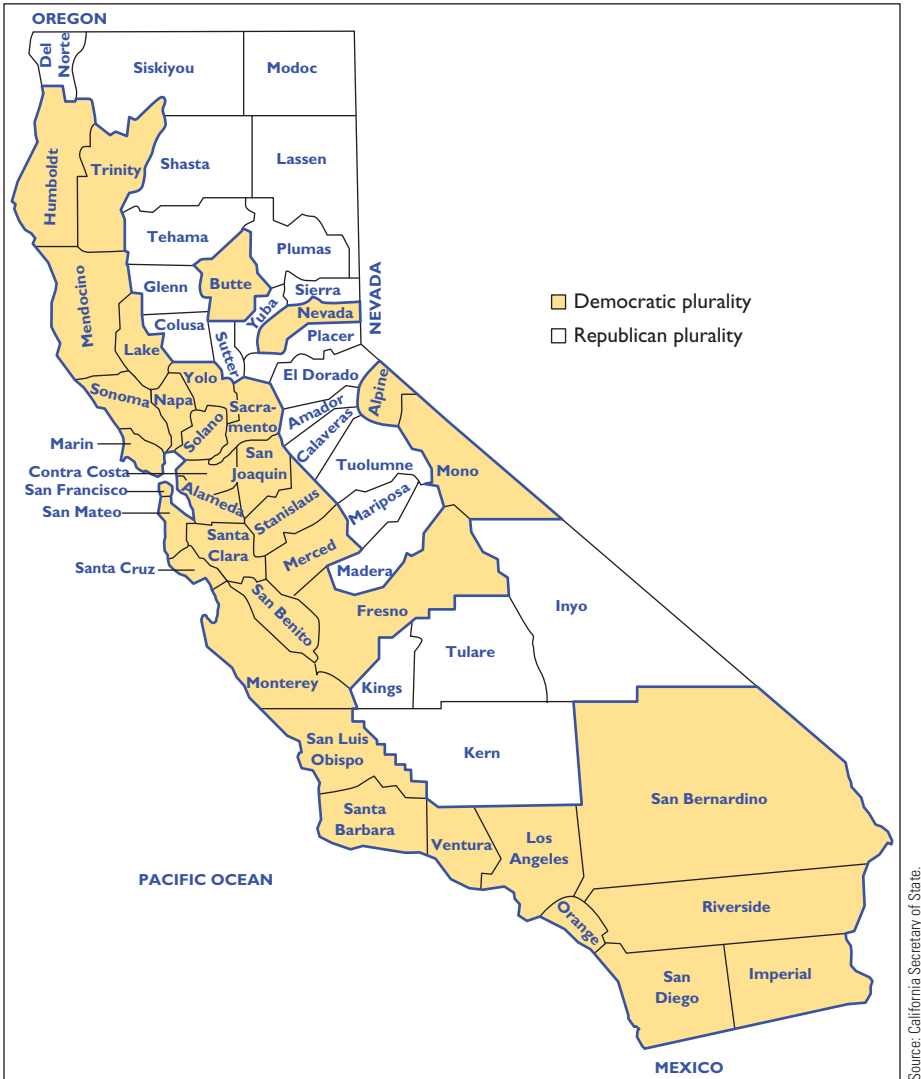 OREGON
Del
Norte
Siskiyou
Modoc
Humboldt
Trinity
Shasta
Lassen
Tehama
Plumas
Mendocino
Glenn
Butte
Sierra
Yuba
Nevada
NEVADA
Colusa
Sutter
Placer
Lake
El Dorado
Yolo
Sonoma
Napa
Sacra-
mento
Amador
Alpine
Solano
Calaveras
Marin
San
Joaquin
Tuolumne
Mono
Contra Costa
San Francisco
Alameda
Stanislaus
Mariposa
San Mateo
Santa
Clara
Merced
Santa Cruz
Madera
San Benito
Fresno
Inyo
Tulare
Monterey
Kings
San Luis
Obispo
Kern
San Bernardino
Santa
Barbara
Ventura
Los
Angeles
PACIFIC OCEAN
Orange
Riverside
San
Diego
Imperial
MEXICO
Democratic plurality
Republican plurality
Source: California Secretary of State.